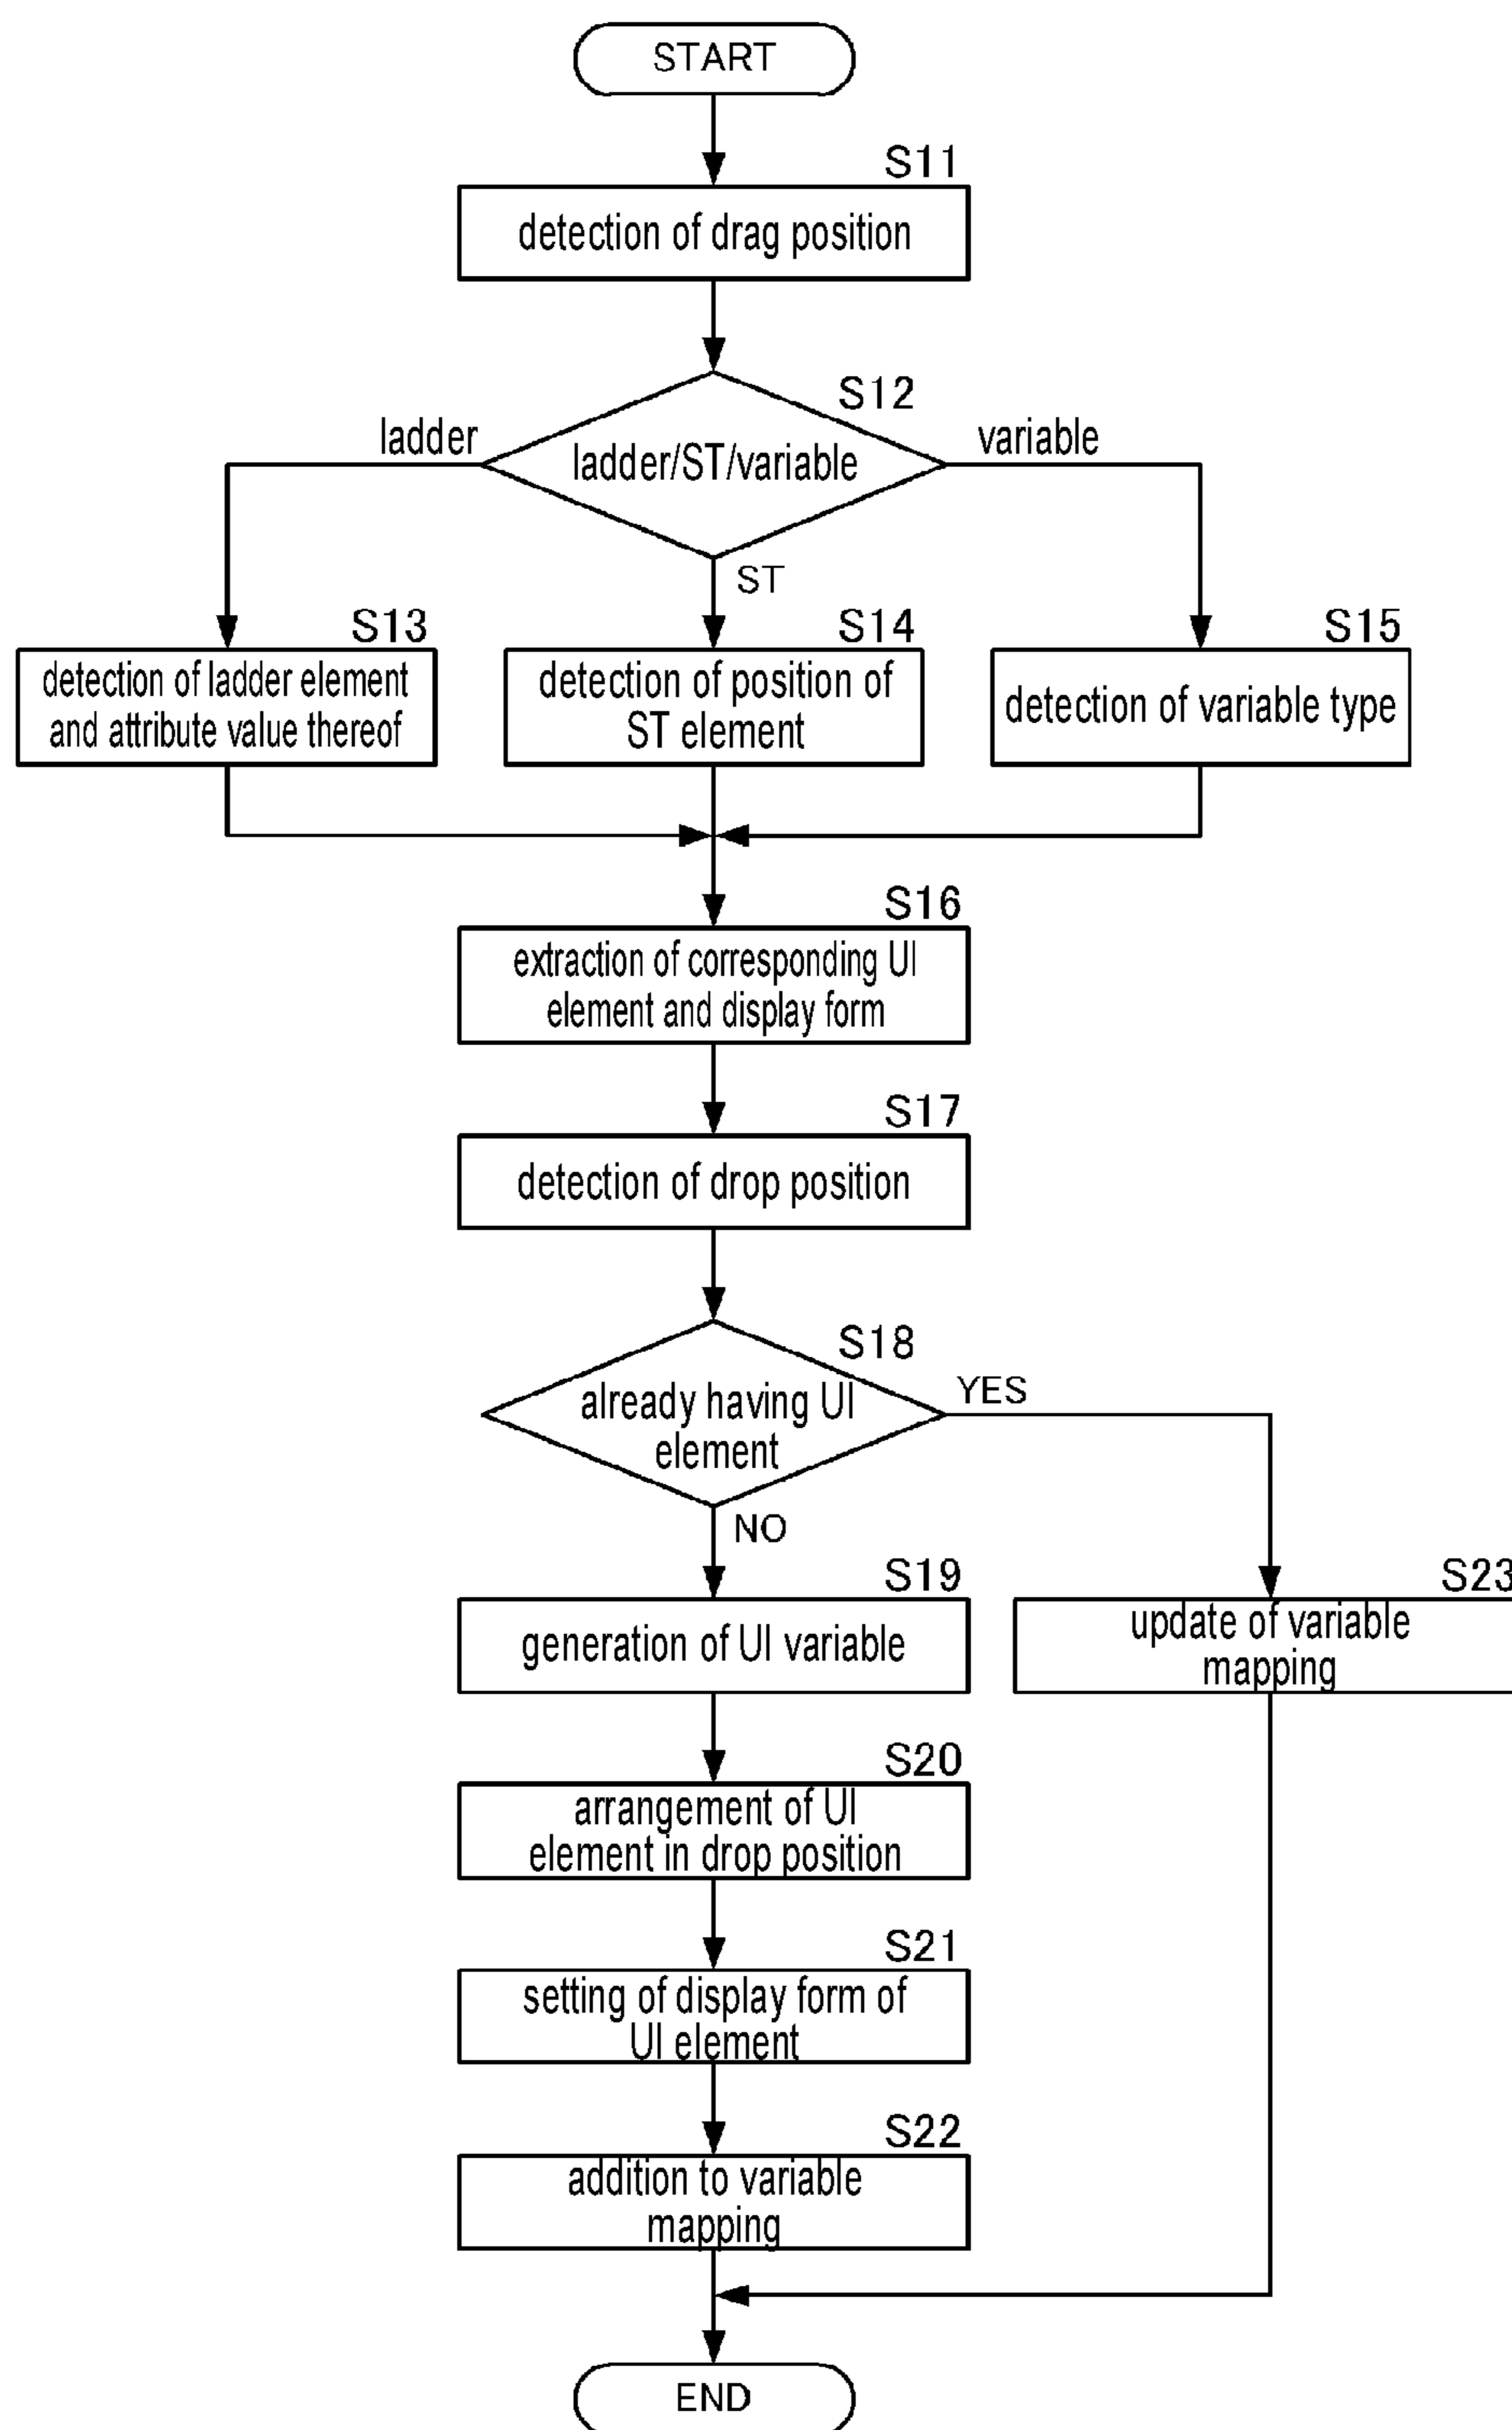 START
S11
detection of drag position
S12
ladder
ladder/ST/variable
variable
ST
S13
detection of ladder element
and attribute value thereof
S14
detection of position of
ST element
S15
detection of variable type
S16
extraction of corresponding UI
element and display form
S17
detection of drop position
S18
already having UI
element
YES
NO
S19
generation of UI variable
S23
update of variable
mapping
S20
arrangement of UI
element in drop position
S21
setting of display form of
UI element
S22
addition to variable
mapping
END